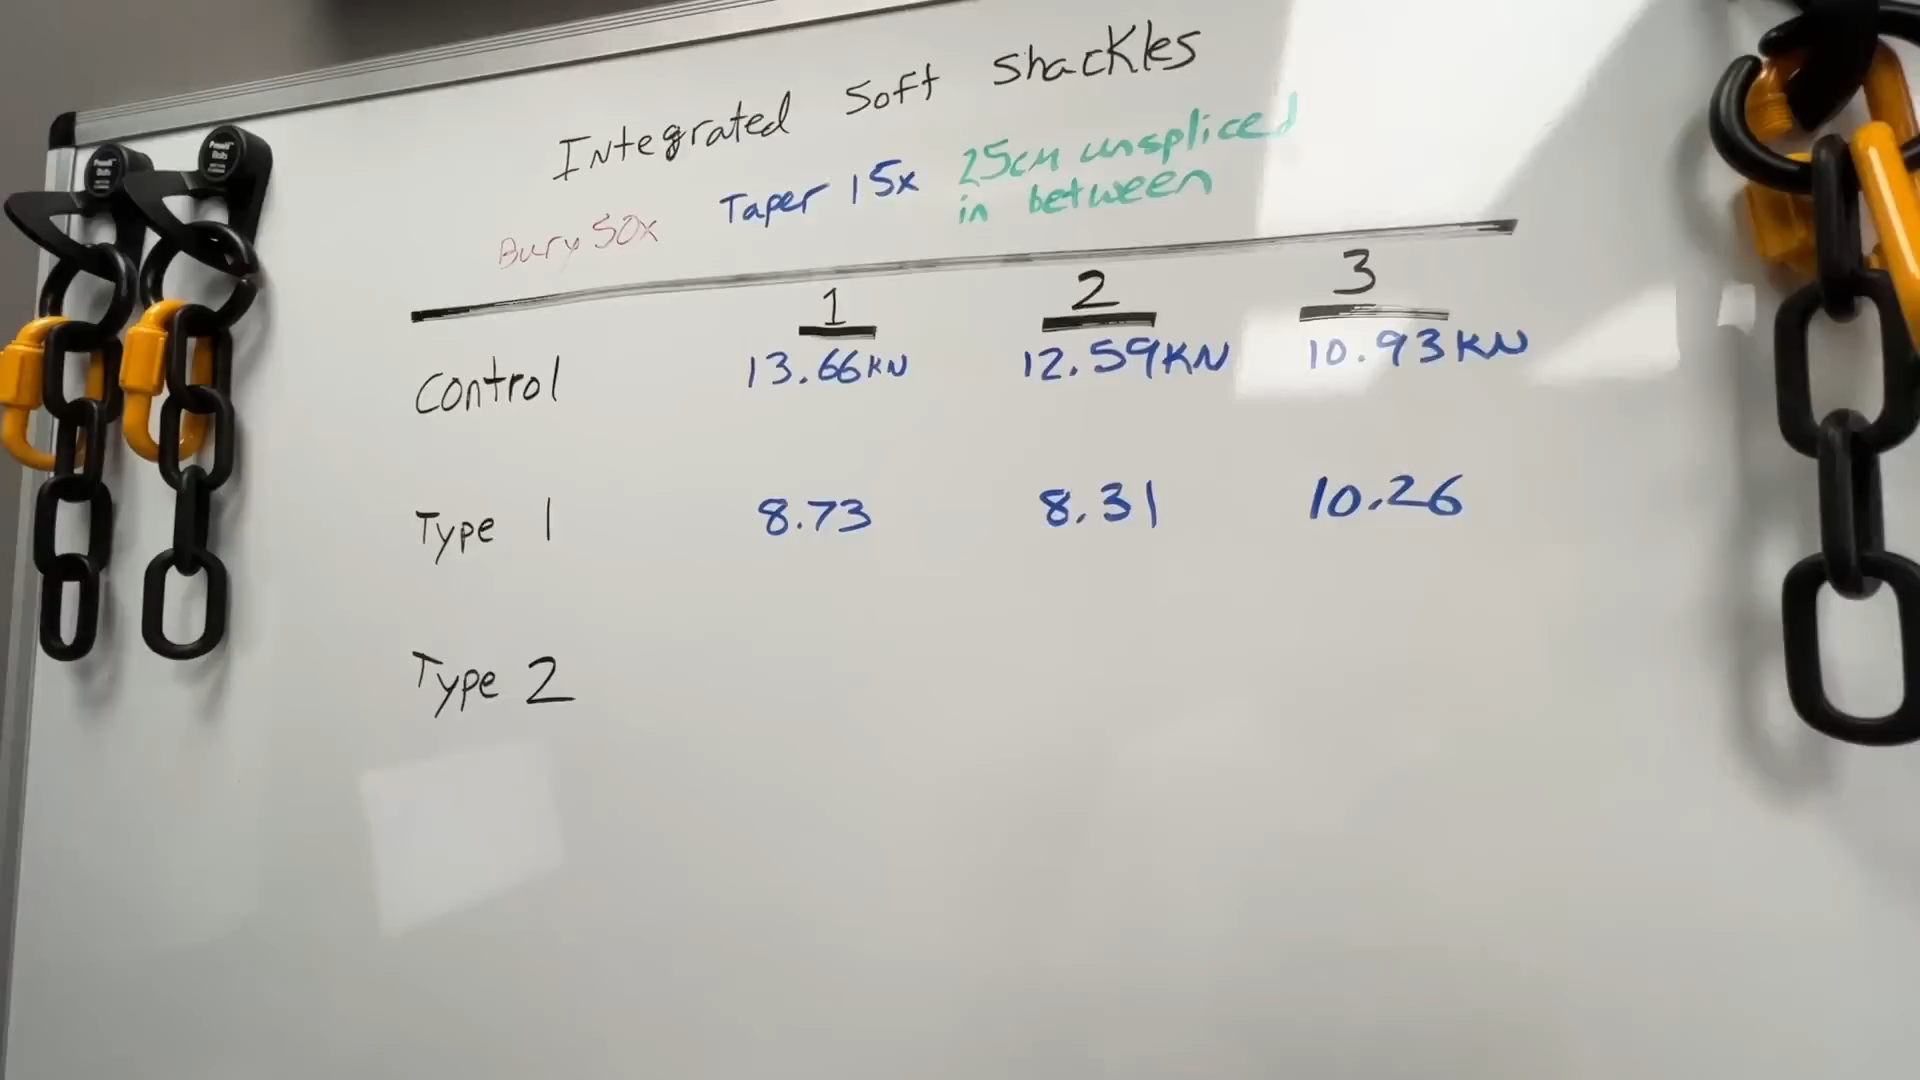 Integrated Soft Shackles
Bury 50x Taper 15x 25cm unspliced
in between
1 2 3
Control 13.66KN 12.59KN 10.93KN
Type 1 8.73 8.31 10.26
Type 2